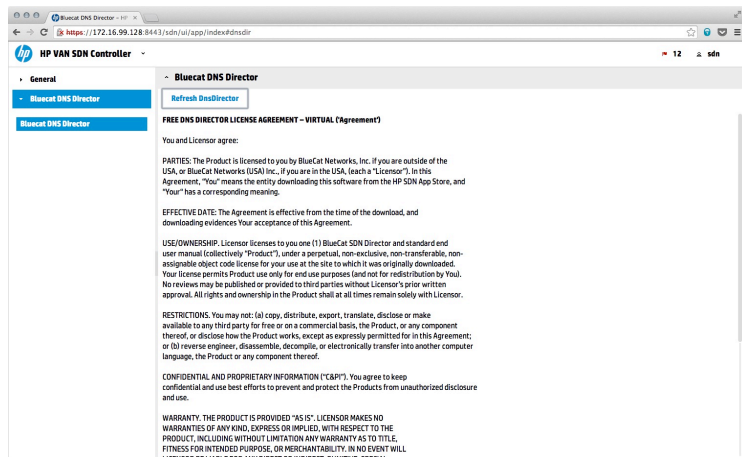 Bluecat DNS Director – HP
https://172.16.99.128:8443/sdn/ui/app/index#dnsdir
hp HP VAN SDN Controller
12 sdn
General
Bluecat DNS Director
Bluecat DNS Director
Bluecat DNS Director
Refresh DnsDirector
FREE DNS DIRECTOR LICENSE AGREEMENT – VIRTUAL ('Agreement')
You and Licensor agree:
PARTIES: The Product is licensed to you by BlueCat Networks, Inc. if you are outside of the
USA, or BlueCat Networks (USA) Inc., if you are in the USA, (each a "Licensor"). In this
Agreement, "You" means the entity downloading this software from the HP SDN App Store, and
"Your" has a corresponding meaning.
EFFECTIVE DATE: The Agreement is effective from the time of the download, and
downloading evidences Your acceptance of this Agreement.
USE/OWNERSHIP. Licensor licenses to you one (1) BlueCat SDN Director and standard end
user manual (collectively "Product"), under a perpetual, non-exclusive, non-transferable, non-
assignable object code license for your use at the site to which it was originally downloaded.
Your license permits Product use only for end use purposes (and not for redistribution by You).
No reviews may be published or provided to third parties without Licensor's prior written
approval. All rights and ownership in the Product shall at all times remain solely with Licensor.
RESTRICTIONS. You may not: (a) copy, distribute, export, translate, disclose or make
available to any third party for free or on a commercial basis, the Product, or any component
thereof, or disclose how the Product works, except as expressly permitted for in this Agreement;
or (b) reverse engineer, disassemble, decompile, or electronically transfer into another computer
language, the Product or any component thereof.
CONFIDENTIAL AND PROPRIETARY INFORMATION ("C&PI"). You agree to keep
confidential and use best efforts to prevent and protect the Products from unauthorized disclosure
and use.
WARRANTY. THE PRODUCT IS PROVIDED "AS IS". LICENSOR MAKES NO
WARRANTIES OF ANY KIND, EXPRESS OR IMPLIED, WITH RESPECT TO THE
PRODUCT, INCLUDING WITHOUT LIMITATION ANY WARRANTY AS TO TITLE,
FITNESS FOR INTENDED PURPOSE, OR MERCHANTABILITY. IN NO EVENT WILL